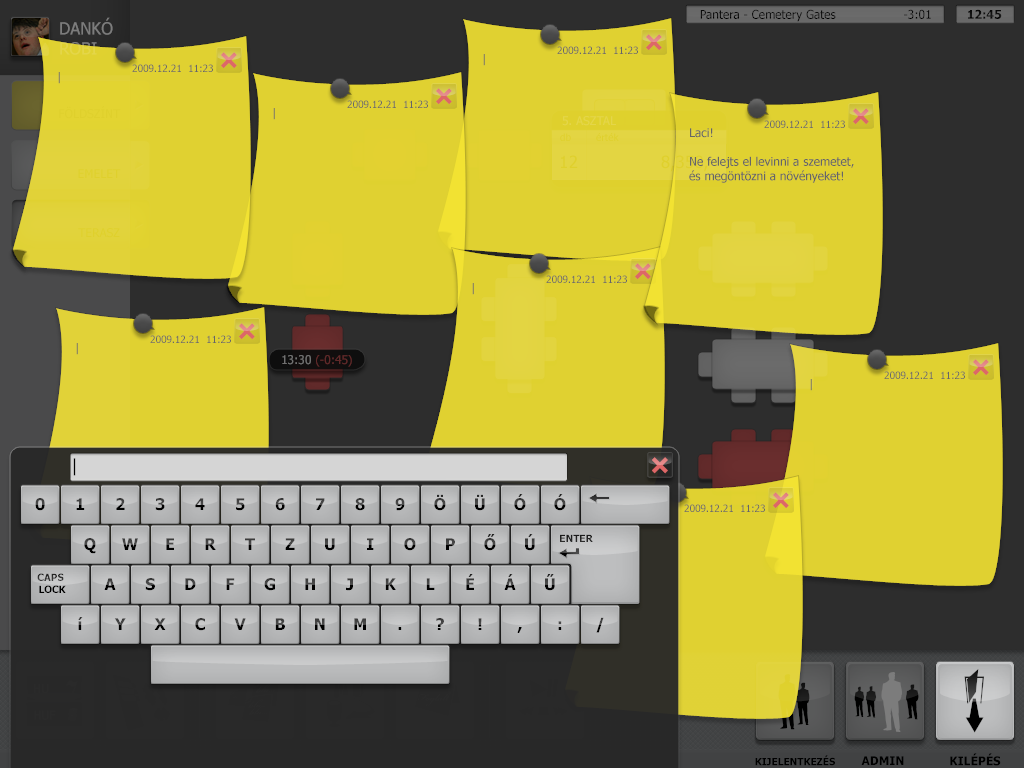 DANKÓ
ROBI
Pantera - Cemetery Gates -3:01
12:45
2009.12.21 11:23
2009.12.21 11:23
2009.12.21 11:23
2009.12.21 11:23
Laci!
Ne felejts el levinni a szemetet,
és megöntözni a növényeket!
S. ASZTAL
12
2009.12.21 11:23
2009.12.21 11:23
13:30 (-0:45)
2009.12.21 11:23
2009.12.21 11:23
0 1 2 3 4 5 6 7 8 9 Ö Ü Ó Ó
Q W E R T Z U I O P Ő Ú ENTER
CAPS LOCK A S D F G H J K L É Á Ű
í Y X C V B N M . ? ! , : /
KIJELENTKEZÉS
ADMIN
KILÉPÉS